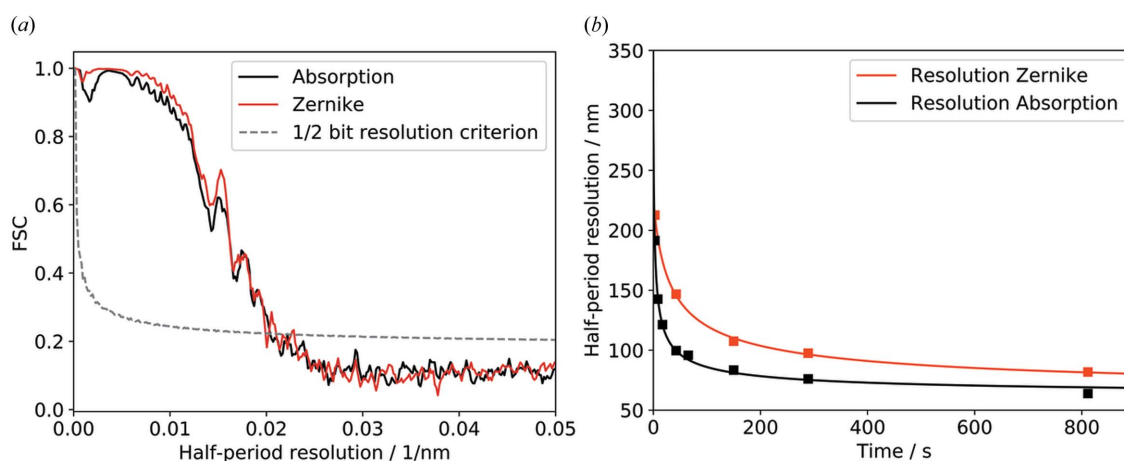 (a)
1.0
0.8
0.6
0.4
0.2
0.0
FSC
Absorption
Zernike
1/2 bit resolution criterion
0.00
0.01
0.02
0.03
0.04
0.05
Half-period resolution / 1/nm
(b)
350
300
250
200
150
100
50
Half-period resolution / nm
Resolution Zernike
Resolution Absorption
0
200
400
600
800
Time / s